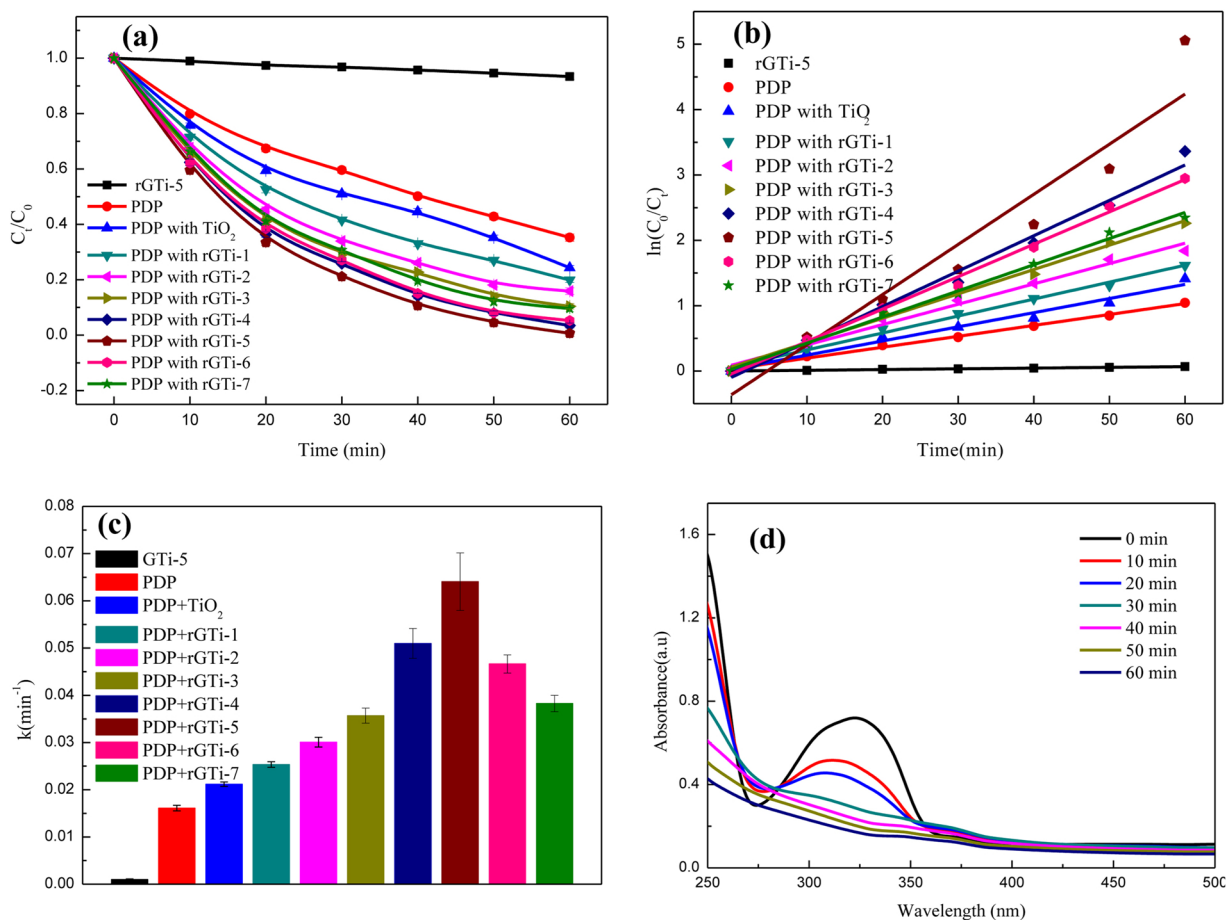 (a)
1.0
0.8
0.6
0.4
0.2
0.0
-0.2
Cₜ/C₀
rGTi-5
PDP
PDP with TiO₂
PDP with rGTi-1
PDP with rGTi-2
PDP with rGTi-3
PDP with rGTi-4
PDP with rGTi-5
PDP with rGTi-6
PDP with rGTi-7
0 10 20 30 40 50 60
Time (min)
(b)
5
4
3
2
1
0
ln(C₀/Cₜ)
rGTi-5
PDP
PDP with TiO₂
PDP with rGTi-1
PDP with rGTi-2
PDP with rGTi-3
PDP with rGTi-4
PDP with rGTi-5
PDP with rGTi-6
PDP with rGTi-7
0 10 20 30 40 50 60
Time(min)
(c)
0.08
0.07
0.06
0.05
0.04
0.03
0.02
0.01
0.00
k(min⁻¹)
GTi-5
PDP
PDP+TiO₂
PDP+rGTi-1
PDP+rGTi-2
PDP+rGTi-3
PDP+rGTi-4
PDP+rGTi-5
PDP+rGTi-6
PDP+rGTi-7
(d)
1.6
1.2
0.8
0.4
0.0
Absorbance(a.u)
0 min
10 min
20 min
30 min
40 min
50 min
60 min
250 300 350 400 450 500
Wavelength (nm)